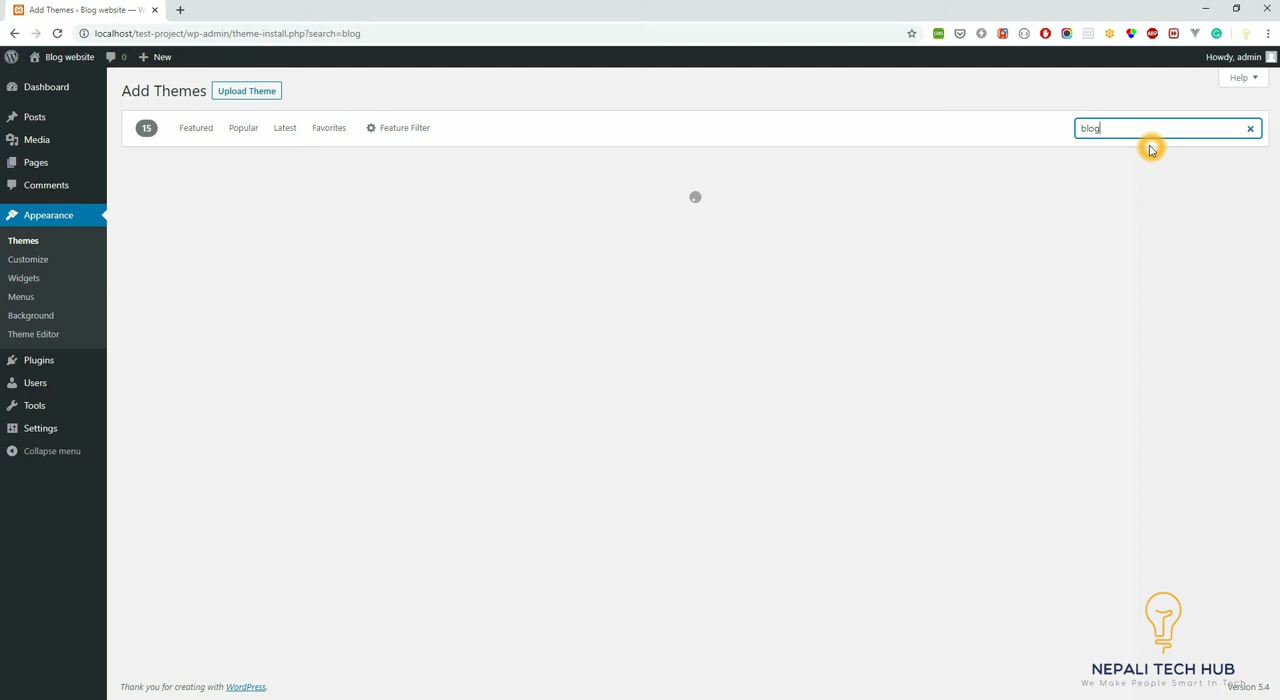 Add Themes ‹ Blog website — W
localhost/test-project/wp-admin/theme-install.php?search=blog
Blog website 0 New Howdy, admin
Help
Add Themes Upload Theme
15 Featured Popular Latest Favorites Feature Filter blog
Dashboard
Posts
Media
Pages
Comments
Appearance
Themes
Customize
Widgets
Menus
Background
Theme Editor
Plugins
Users
Tools
Settings
Collapse menu
NEPALI TECH HUB
We Make People Smart In Tech
Thank you for creating with WordPress.
Version 5.4